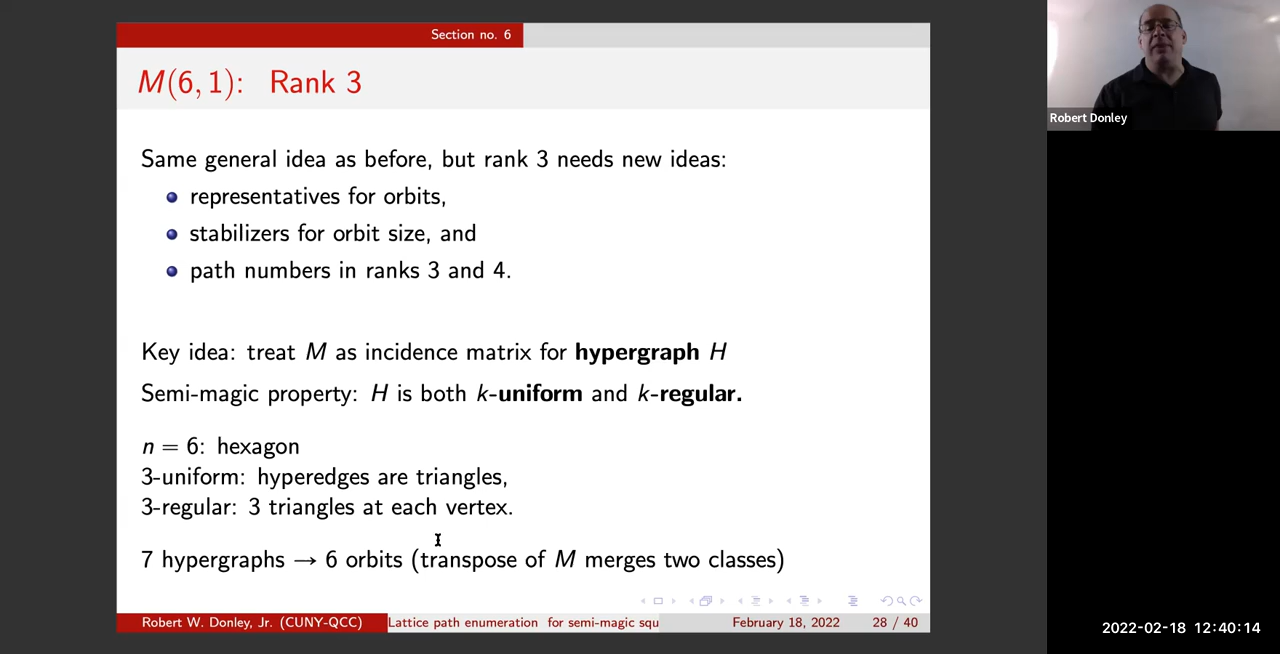 Section no. 6
M(6, 1): Rank 3
Same general idea as before, but rank 3 needs new ideas:
representatives for orbits,
stabilizers for orbit size, and
path numbers in ranks 3 and 4.
Key idea: treat M as incidence matrix for hypergraph H
Semi-magic property: H is both k-uniform and k-regular.
n = 6: hexagon
3-uniform: hyperedges are triangles,
3-regular: 3 triangles at each vertex.
7 hypergraphs → 6 orbits (transpose of M merges two classes)
Robert W. Donley, Jr. (CUNY-QCC) Lattice path enumeration for semi-magic squ February 18, 2022 28 / 40
Robert Donley
2022-02-18 12:40:14